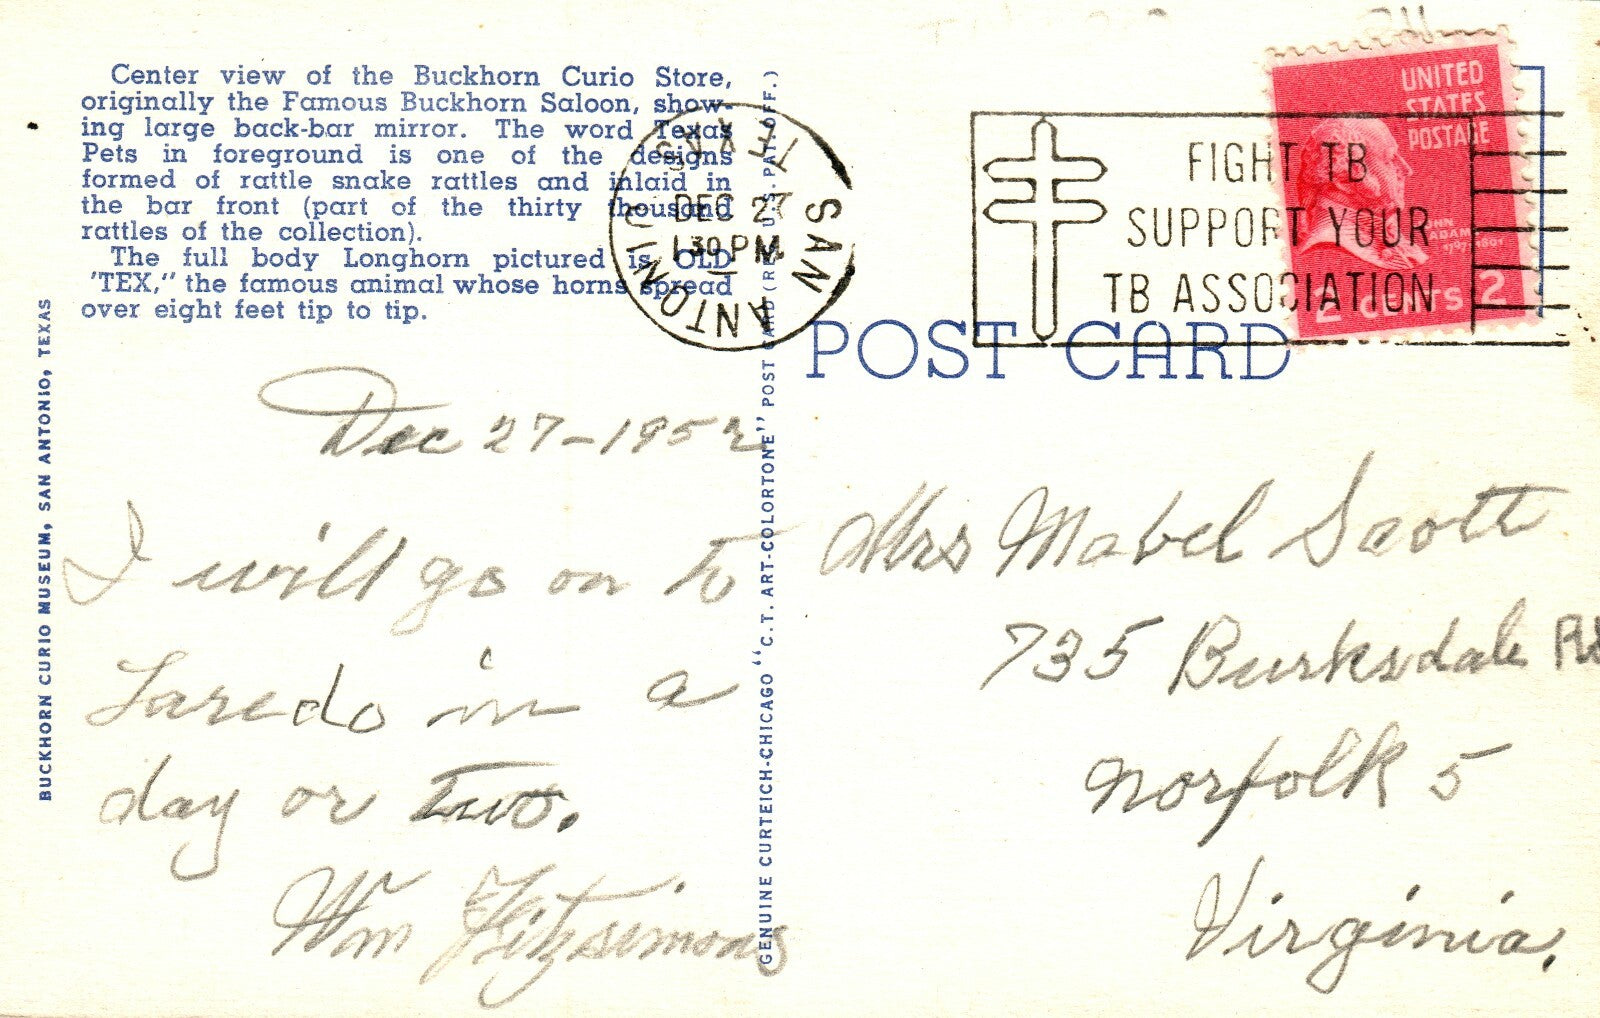 Center view of the Buckhorn Curio Store,
originally the Famous Buckhorn Saloon, show-
ing large back-bar mirror. The word Texas
Pets in foreground is one of the designs
formed of rattle snake rattles and inlaid in
the bar front (part of the thirty thousand
rattles of the collection).
The full body Longhorn pictured is OLD
'TEX," the famous animal whose horns spread
over eight feet tip to tip.
BUCKHORN CURIO MUSEUM, SAN ANTONIO, TEXAS
Dec 27-1952
I will go on to
Laredo in a
day or two.
Wm Fitzsimons
GENUINE CURTEICH-CHICAGO "C.T. ART-COLORTONE" POST CARD (REG. U.S. PAT. OFF.)
SAN ANTONIO TEXAS
DEC 27
1 30 PM
FIGHT TB
SUPPORT YOUR
TB ASSOCIATION
UNITED
STATES
POSTAGE
JOHN
ADAMS
1797-1801
2 CENTS 2
POST CARD
Mrs Mabel Scott
735 Burksdale Rd
Norfolk 5
Virginia.